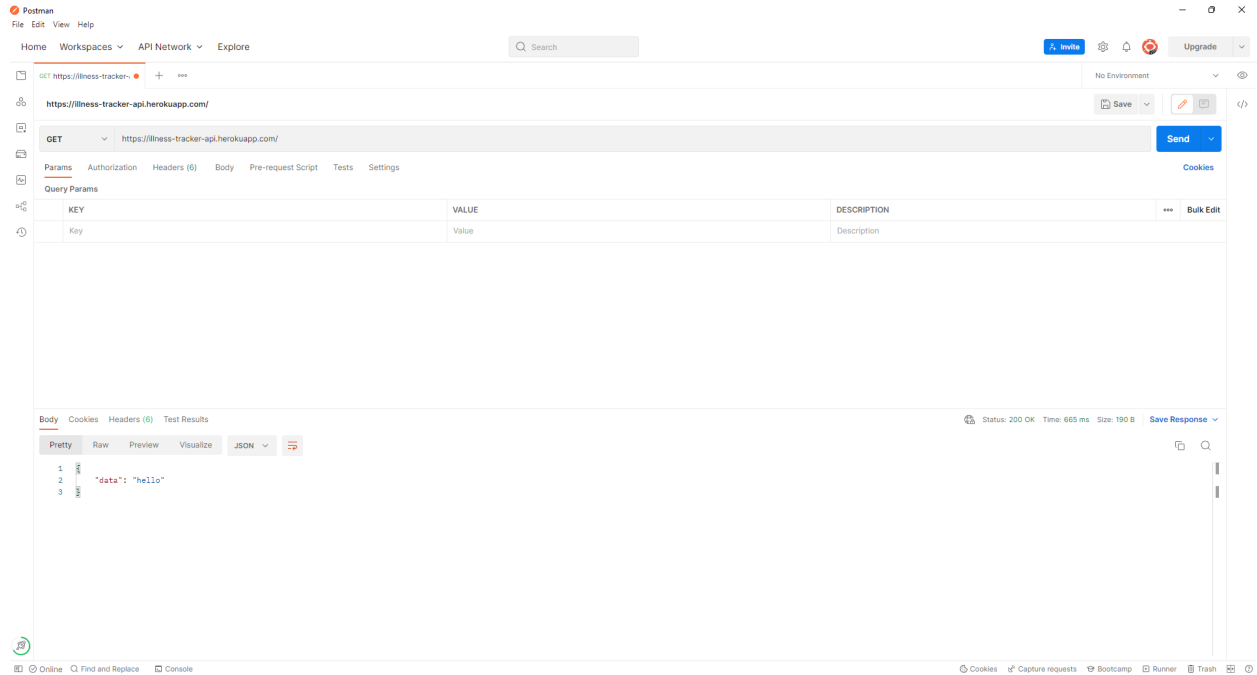 Postman
File Edit View Help
Home Workspaces API Network Explore
Search
Invite
Upgrade
GET https://illness-tracker-
No Environment
https://illness-tracker-api.herokuapp.com/
Save
GET
https://illness-tracker-api.herokuapp.com/
Send
Params Authorization Headers (6) Body Pre-request Script Tests Settings
Cookies
Query Params
KEY VALUE DESCRIPTION
Bulk Edit
Key Value Description
Body Cookies Headers (6) Test Results
Status: 200 OK Time: 665 ms Size: 190 B Save Response
Pretty Raw Preview Visualize JSON
1 {
2 "data": "hello"
3 }
Online Find and Replace Console
Cookies Capture requests Bootcamp Runner Trash